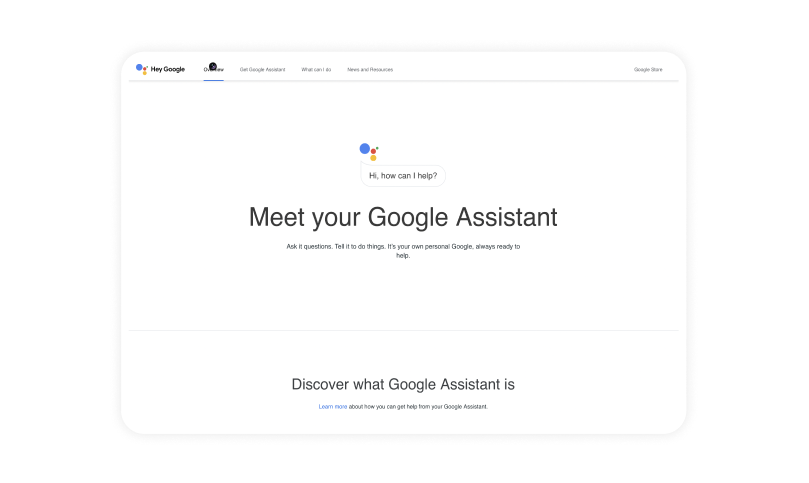 Hey Google
Overview
Get Google Assistant
What can I do
News and Resources
Google Store
Hi, how can I help?
Meet your Google Assistant
Ask it questions. Tell it to do things. It's your own personal Google, always ready to
help.
Discover what Google Assistant is
Learn more about how you can get help from your Google Assistant.